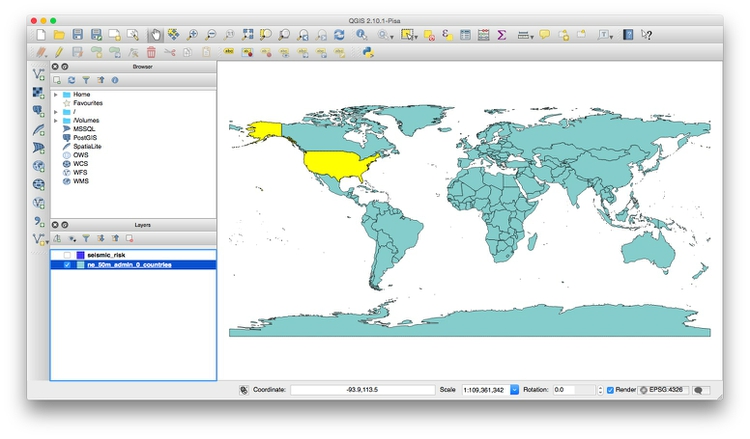 QGIS 2.10.1-Pisa
Browser
Home
Favourites
/
/Volumes
MSSQL
PostGIS
SpatiaLite
OWS
WCS
WFS
WMS
Layers
seismic_risk
ne_50m_admin_0_countries
Coordinate: -93.9,113.5 Scale 1:109,361,342 Rotation: 0.0 Render EPSG:4326